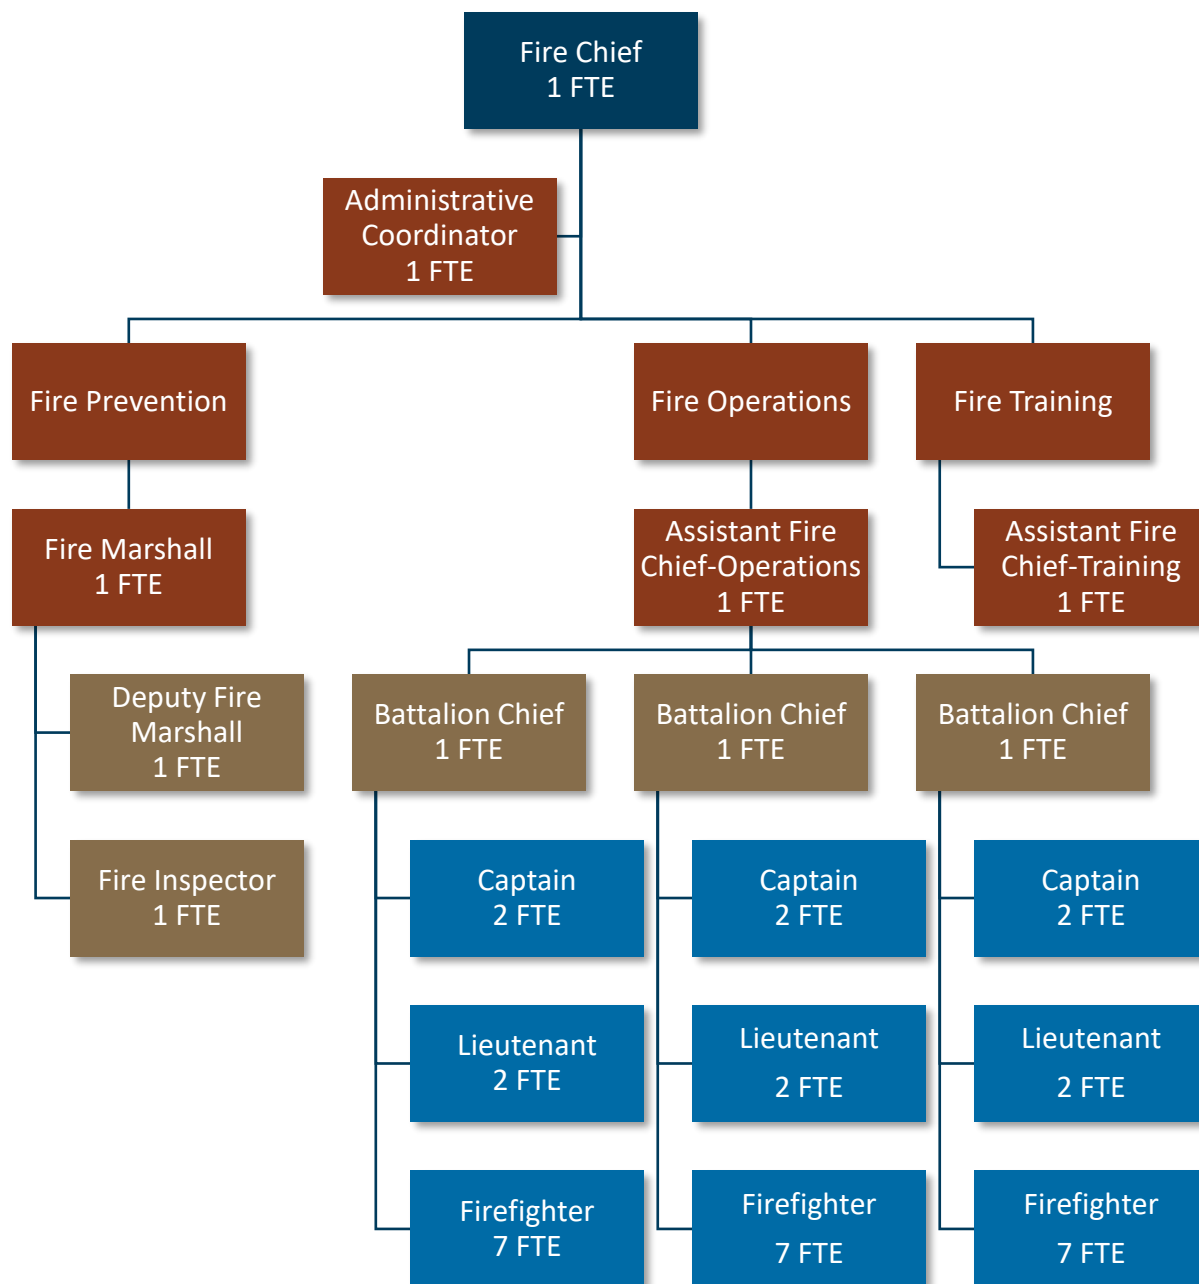 Fire Chief
1 FTE
Administrative
Coordinator
1 FTE
Fire Prevention
Fire Operations
Fire Training
Fire Marshall
1 FTE
Assistant Fire
Chief-Operations
1 FTE
Assistant Fire
Chief-Training
1 FTE
Deputy Fire
Marshall
1 FTE
Battalion Chief
1 FTE
Battalion Chief
1 FTE
Battalion Chief
1 FTE
Fire Inspector
1 FTE
Captain
2 FTE
Captain
2 FTE
Captain
2 FTE
Lieutenant
2 FTE
Lieutenant
2 FTE
Lieutenant
2 FTE
Firefighter
7 FTE
Firefighter
7 FTE
Firefighter
7 FTE